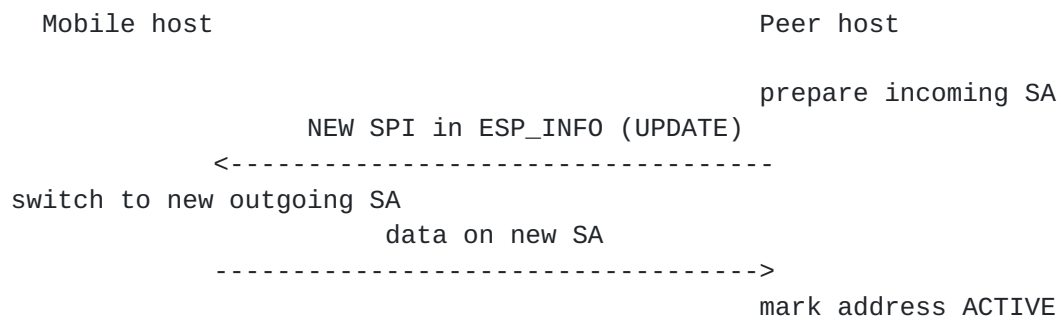 Mobile host                                   Peer host
prepare incoming SA
NEW SPI in ESP_INFO (UPDATE)
<-----------------------------------
switch to new outgoing SA
data on new SA
----------------------------------->
mark address ACTIVE